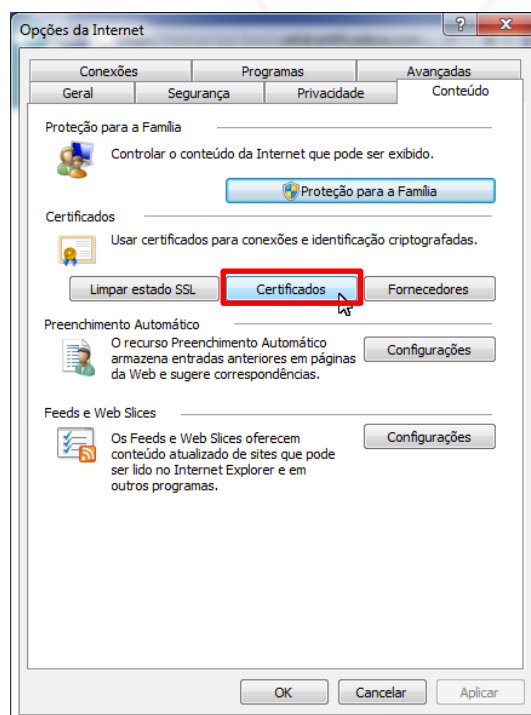 Opções da Internet
Conexões Programas Avançadas
Geral Segurança Privacidade Conteúdo
Proteção para a Família
Controlar o conteúdo da Internet que pode ser exibido.
Proteção para a Família
Certificados
Usar certificados para conexões e identificação criptografadas.
Limpar estado SSL Certificados Fornecedores
Preenchimento Automático
O recurso Preenchimento Automático
armazena entradas anteriores em páginas
da Web e sugere correspondências.
Configurações
Feeds e Web Slices
Os Feeds e Web Slices oferecem
conteúdo atualizado de sites que pode
ser lido no Internet Explorer e em
outros programas.
Configurações
OK Cancelar Aplicar